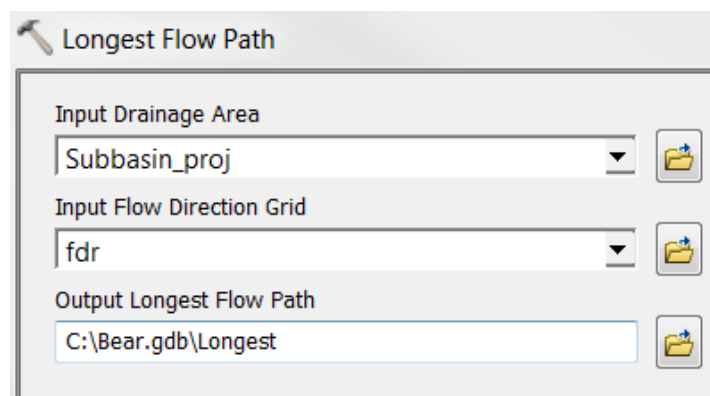 Longest Flow Path
Input Drainage Area
Subbasin_proj
Input Flow Direction Grid
fdr
Output Longest Flow Path
C:\Bear.gdb\Longest